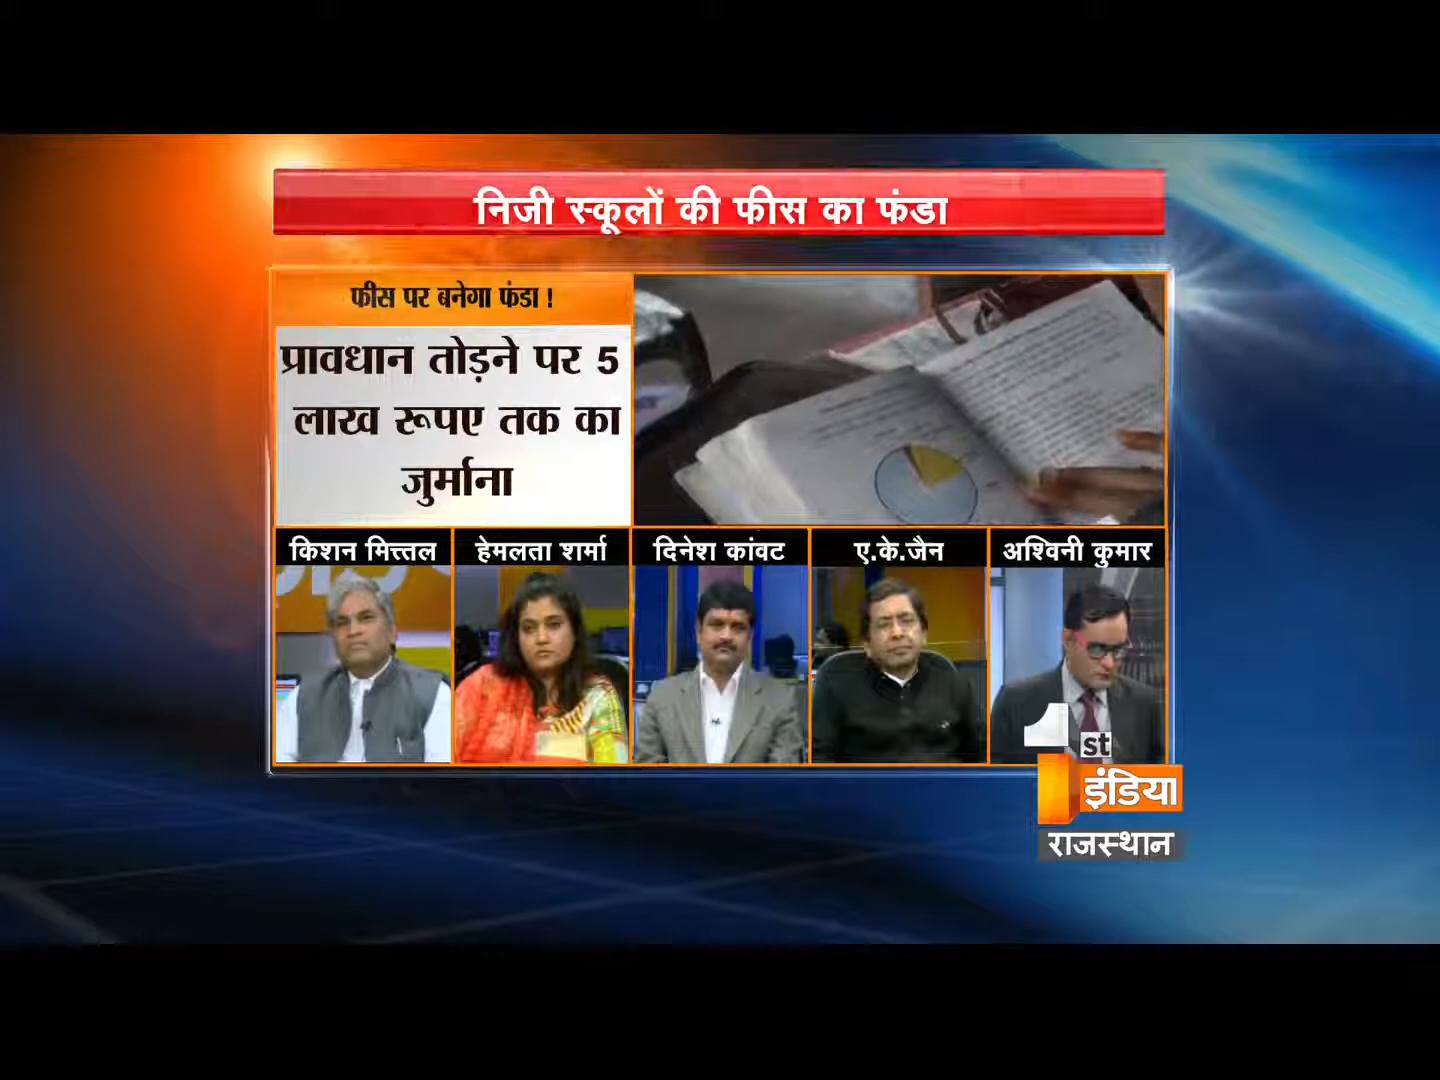 निजी स्कूलों की फीस का फंडा
फीस पर बनेगा फंडा !
प्रावधान तोड़ने पर 5
लाख रूपए तक का
जुर्माना
किशन मित्त्तल
हेमलता शर्मा
दिनेश कांवट
ए.के.जैन
अश्विनी कुमार
1st
इंडिया
राजस्थान